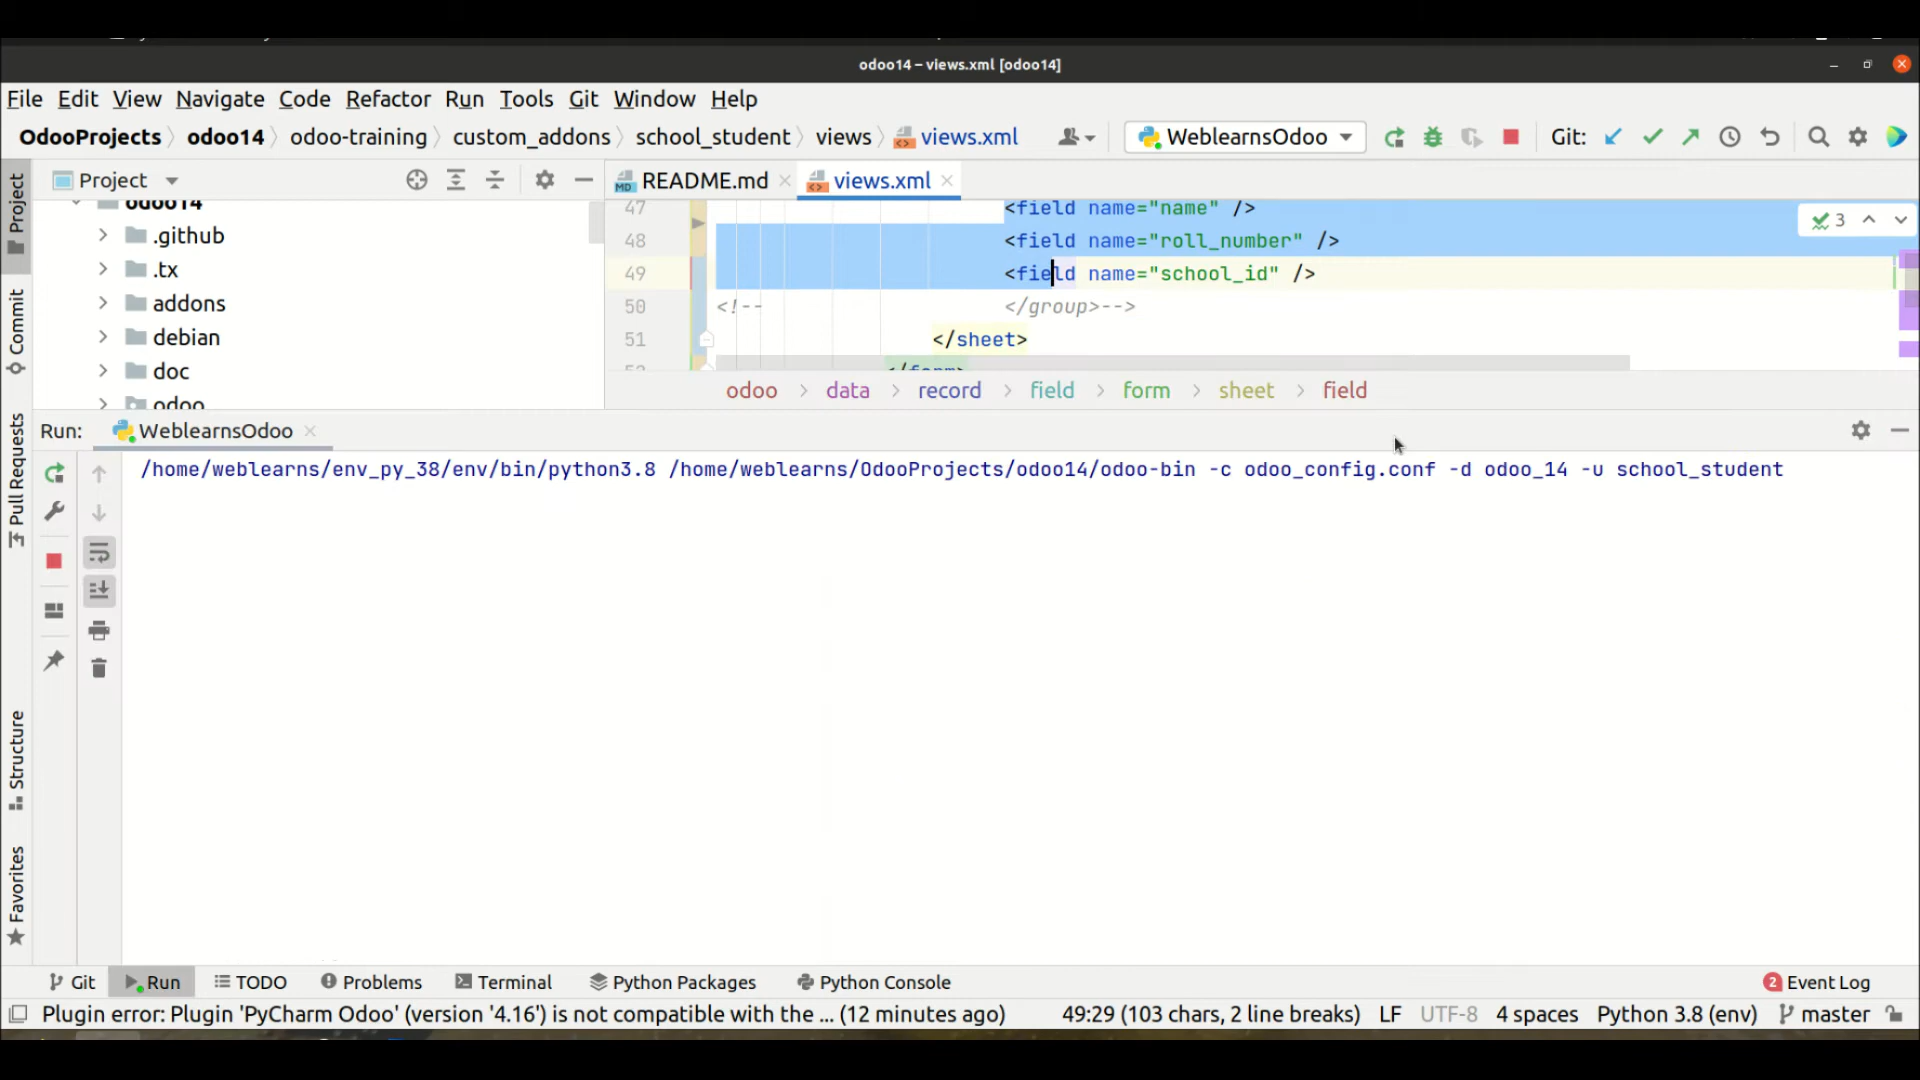 odoo14 – views.xml [odoo14]
File Edit View Navigate Code Refactor Run Tools Git Window Help
OdooProjects odoo14 odoo-training custom_addons school_student views views.xml WeblearnsOdoo Git:
Project README.md views.xml
odoo14
.github
.tx
addons
debian
doc
odoo
47 <field name="name" />
48 <field name="roll_number" />
49 <field name="school_id" />
50 <!-- </group>-->
51 </sheet>
52 </form>
3
odoo > data > record > field > form > sheet > field
Run: WeblearnsOdoo
/home/weblearns/env_py_38/env/bin/python3.8 /home/weblearns/OdooProjects/odoo14/odoo-bin -c odoo_config.conf -d odoo_14 -u school_student
Project
Commit
Pull Requests
Structure
Favorites
Git Run TODO Problems Terminal Python Packages Python Console 2 Event Log
Plugin error: Plugin 'PyCharm Odoo' (version '4.16') is not compatible with the ... (12 minutes ago) 49:29 (103 chars, 2 line breaks) LF UTF-8 4 spaces Python 3.8 (env) master